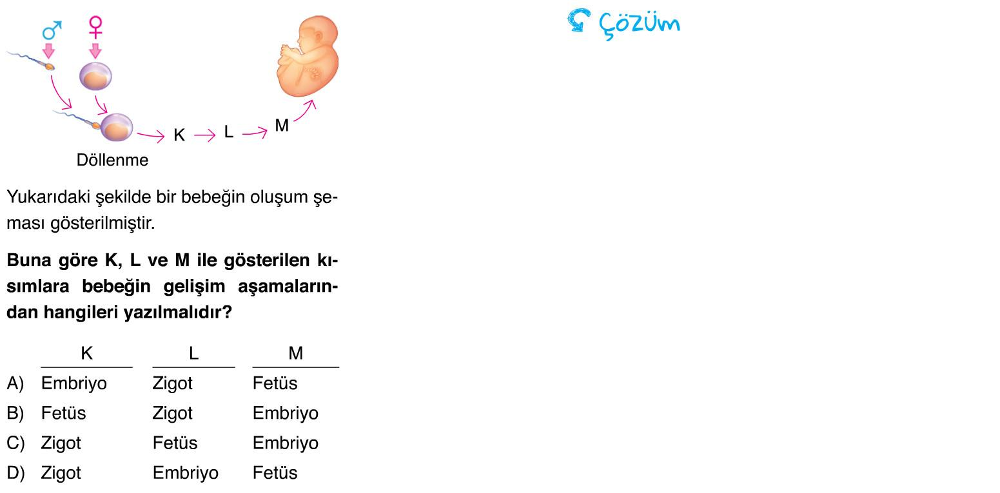 Çözüm
K
L
M
Döllenme
Yukarıdaki şekilde bir bebeğin oluşum şe-
ması gösterilmiştir.
Buna göre K, L ve M ile gösterilen kı-
sımlara bebeğin gelişim aşamaların-
dan hangileri yazılmalıdır?
K L M
A) Embriyo Zigot Fetüs
B) Fetüs Zigot Embriyo
C) Zigot Fetüs Embriyo
D) Zigot Embriyo Fetüs